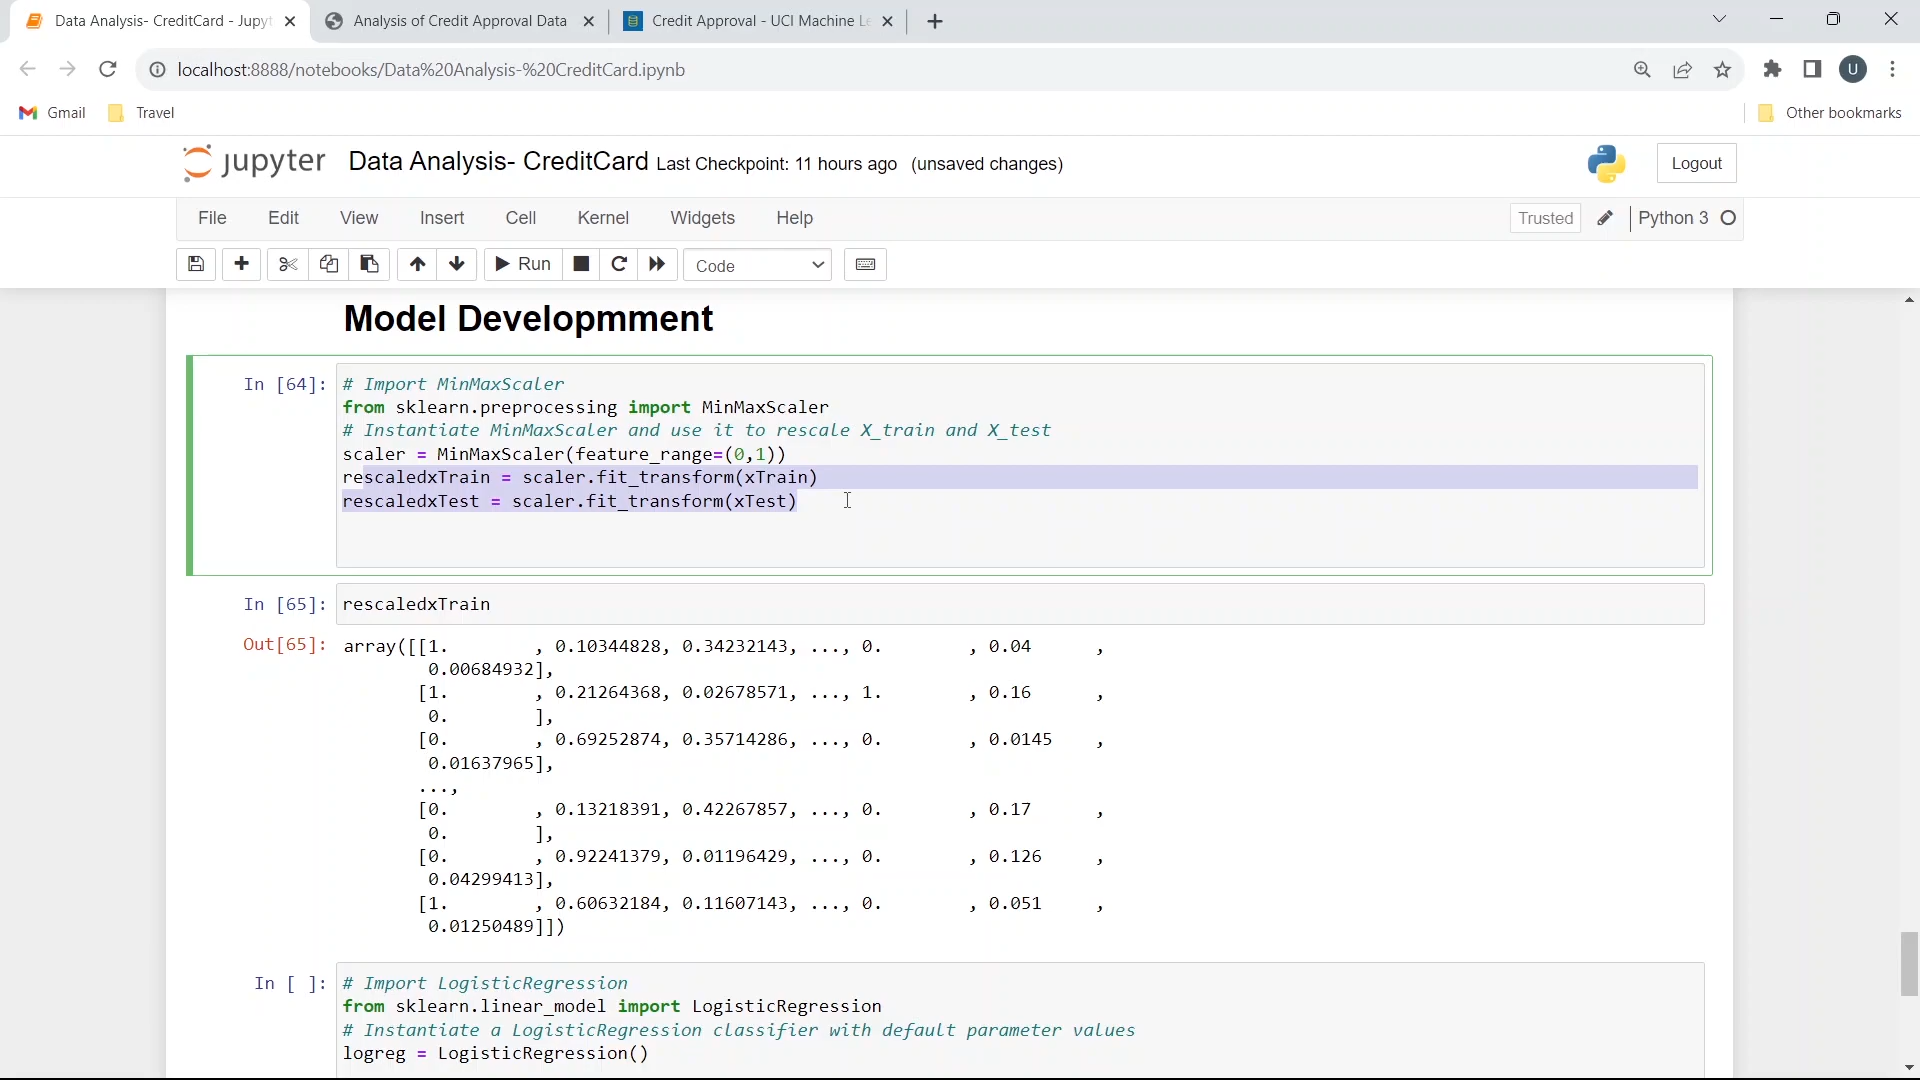 Data Analysis- CreditCard - Jupyt
Analysis of Credit Approval Data
Credit Approval - UCI Machine Le
localhost:8888/notebooks/Data%20Analysis-%20CreditCard.ipynb
U
Gmail
Travel
Other bookmarks
jupyter Data Analysis- CreditCard Last Checkpoint: 11 hours ago (unsaved changes)
Logout
File Edit View Insert Cell Kernel Widgets Help
Trusted
Python 3
Run
Code
Model Developmment
In [64]:
# Import MinMaxScaler
from sklearn.preprocessing import MinMaxScaler
# Instantiate MinMaxScaler and use it to rescale X_train and X_test
scaler = MinMaxScaler(feature_range=(0,1))
rescaledxTrain = scaler.fit_transform(xTrain)
rescaledxTest = scaler.fit_transform(xTest)
In [65]: rescaledxTrain
Out[65]: array([[1. , 0.10344828, 0.34232143, ..., 0. , 0.04 ,
0.00684932],
[1. , 0.21264368, 0.02678571, ..., 1. , 0.16 ,
0. ],
[0. , 0.69252874, 0.35714286, ..., 0. , 0.0145 ,
0.01637965],
...,
[0. , 0.13218391, 0.42267857, ..., 0. , 0.17 ,
0. ],
[0. , 0.92241379, 0.01196429, ..., 0. , 0.126 ,
0.04299413],
[1. , 0.60632184, 0.11607143, ..., 0. , 0.051 ,
0.01250489]])
In [ ]:
# Import LogisticRegression
from sklearn.linear_model import LogisticRegression
# Instantiate a LogisticRegression classifier with default parameter values
logreg = LogisticRegression()